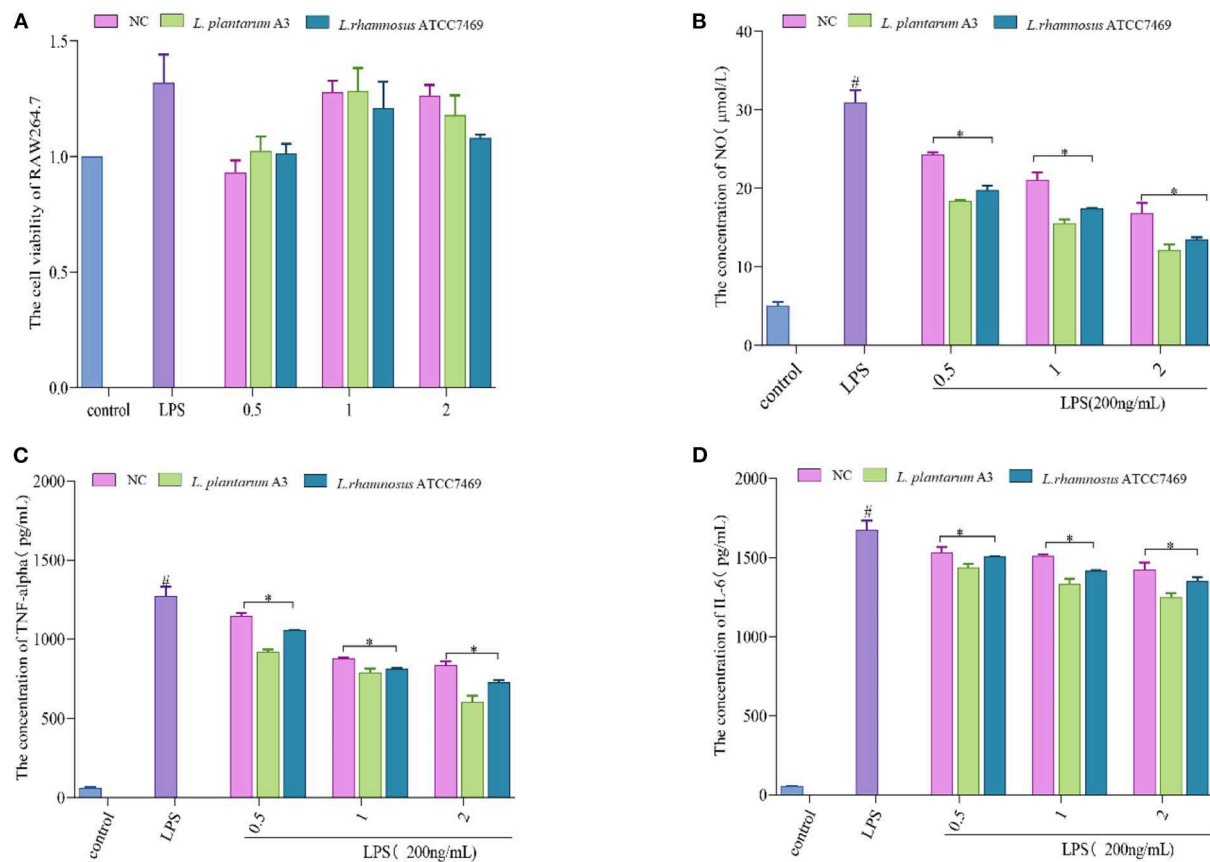 A
NC L. plantarum A3 L.rhamnosus ATCC7469
The cell viability of RAW264.7
1.5
1.0
0.5
0.0
control LPS 0.5 1 2
B
NC L. plantarum A3 L.rhamnosus ATCC7469
The concentration of NO( μmol/L)
40
30
20
10
0
#
*
*
*
control LPS 0.5 1 2
LPS(200ng/mL)
C
NC L. plantarum A3 L.rhamnosus ATCC7469
The concentration of TNF-alpha( pg/mL)
2000
1500
1000
500
0
#
*
*
*
control LPS 0.5 1 2
LPS( 200ng/mL)
D
NC L. plantarum A3 L.rhamnosus ATCC7469
The concentration of IL-6( pg/mL)
2000
1500
1000
500
0
#
*
*
*
control LPS 0.5 1 2
LPS( 200ng/mL)